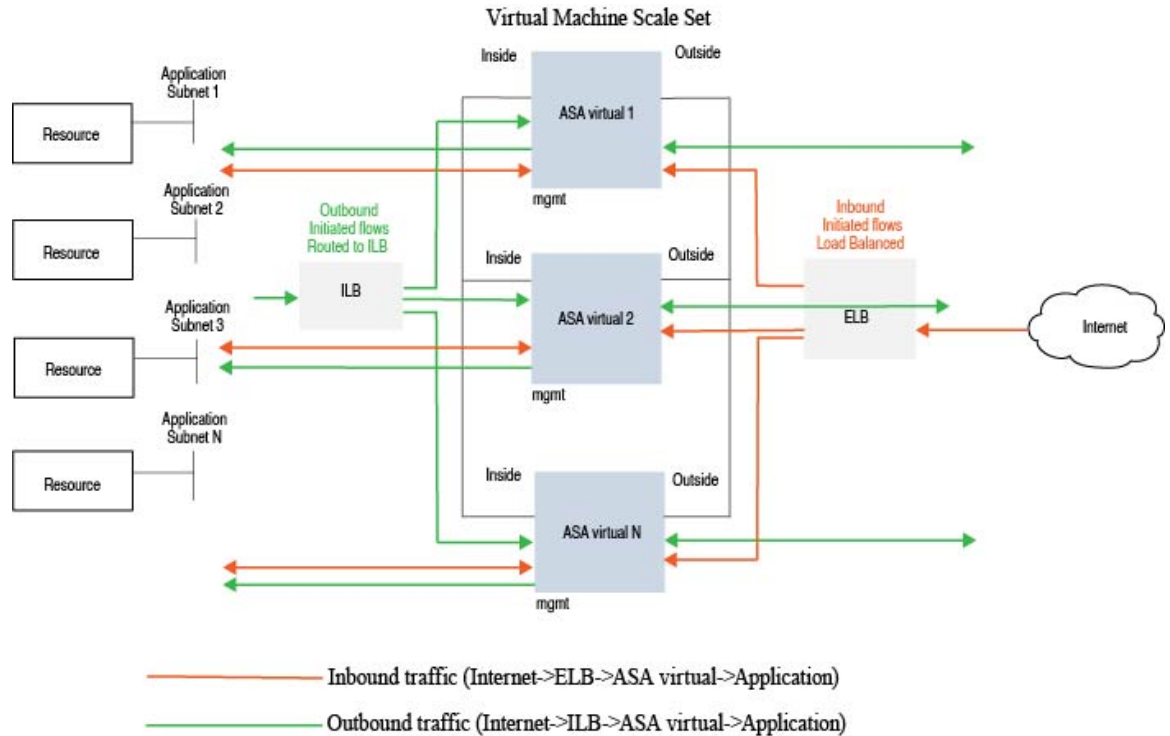 Virtual Machine Scale Set
Inside
Outside
Application
Subnet 1
Resource
ASA virtual 1
mgmt
Application
Subnet 2
Resource
Outbound
Initiated flows
Routed to ILB
Inbound
Initiated flows
Load Balanced
Inside
Outside
ILB
ASA virtual 2
ELB
Internet
mgmt
Application
Subnet 3
Resource
Application
Subnet N
Resource
Inside
Outside
ASA virtual N
mgmt
Inbound traffic (Internet->ELB->ASA virtual->Application)
Outbound traffic (Internet->ILB->ASA virtual->Application)